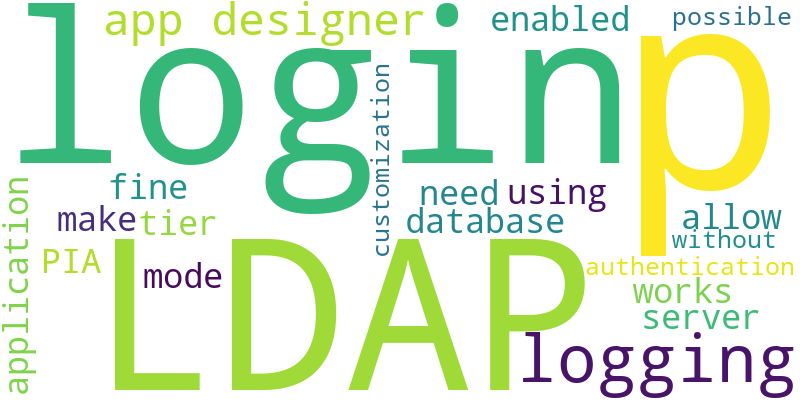 app designer
enabled
possible
login
p
customization
fine
need
using
application
make
tier
database
allow
without
PIA
mode
LDAP
authentication
works
server
logging